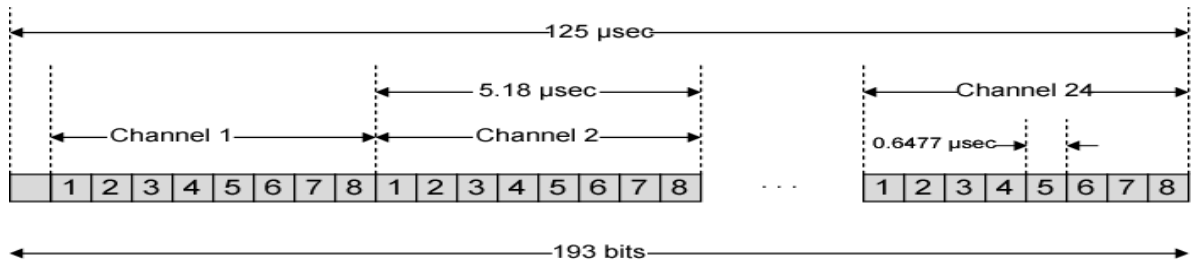 125 µsec
5.18 µsec
Channel 24
Channel 1
Channel 2
0.6477 µsec
1 2 3 4 5 6 7 8 1 2 3 4 5 6 7 8 . . . 1 2 3 4 5 6 7 8
193 bits